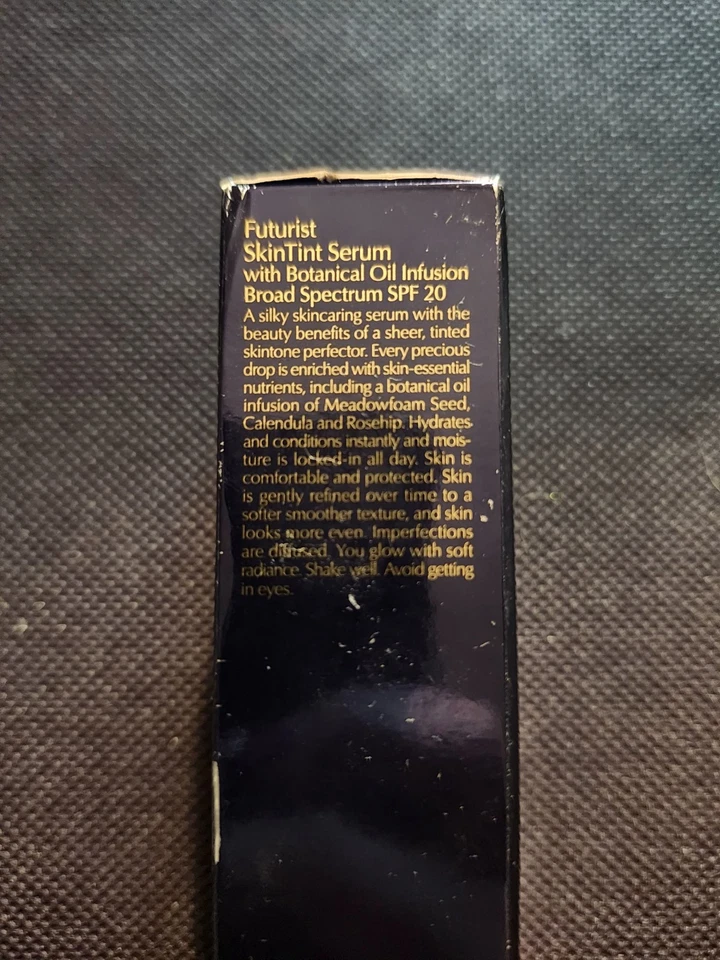 Futurist
SkinTint Serum
with Botanical Oil Infusion
Broad Spectrum SPF 20
A silky skincaring serum with the
beauty benefits of a sheer, tinted
skintone perfector. Every precious
drop is enriched with skin-essential
nutrients, including a botanical oil
infusion of Meadowfoam Seed,
Calendula and Rosehip. Hydrates
and conditions instantly and mois-
ture is locked-in all day. Skin is
comfortable and protected. Skin
is gently refined over time to a
softer smoother texture, and skin
looks more even. Imperfections
are diffused. You glow with soft
radiance. Shake well. Avoid getting
in eyes.